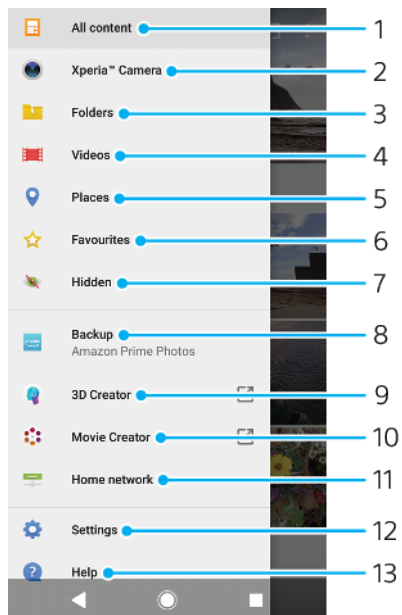 All content 1
Xperia™ Camera 2
Folders 3
Videos 4
Places 5
Favourites 6
Hidden 7
Backup 8
Amazon Prime Photos
3D Creator 9
Movie Creator 10
Home network 11
Settings 12
Help 13